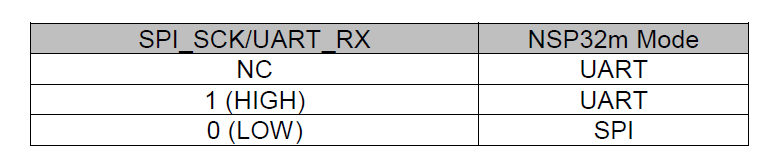 SPI_SCK/UART_RX NSP32m Mode
NC UART
1 (HIGH) UART
0 (LOW) SPI